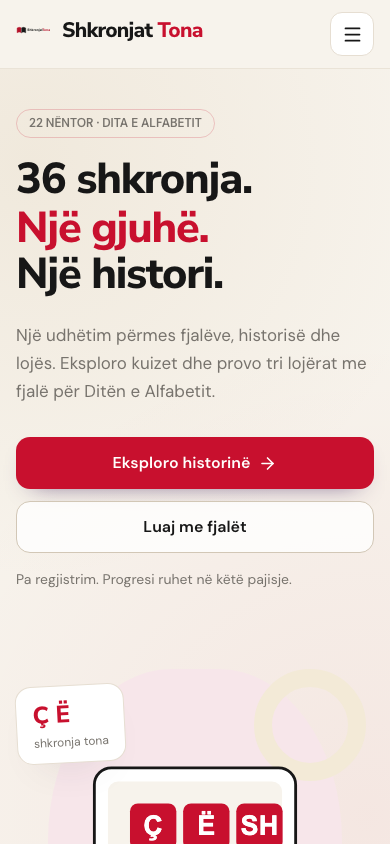 Shkronjat Tona
22 NËNTOR · DITA E ALFABETIT
36 shkronja.
Një gjuhë.
Një histori.
Një udhëtim përmes fjalëve, historisë dhe
lojës. Eksploro kuizet dhe provo tri lojërat me
fjalë për Ditën e Alfabetit.
Eksploro historinë →
Luaj me fjalët
Pa regjistrim. Progresi ruhet në këtë pajisje.
Ç Ë
shkronja tona
Ç Ë SH